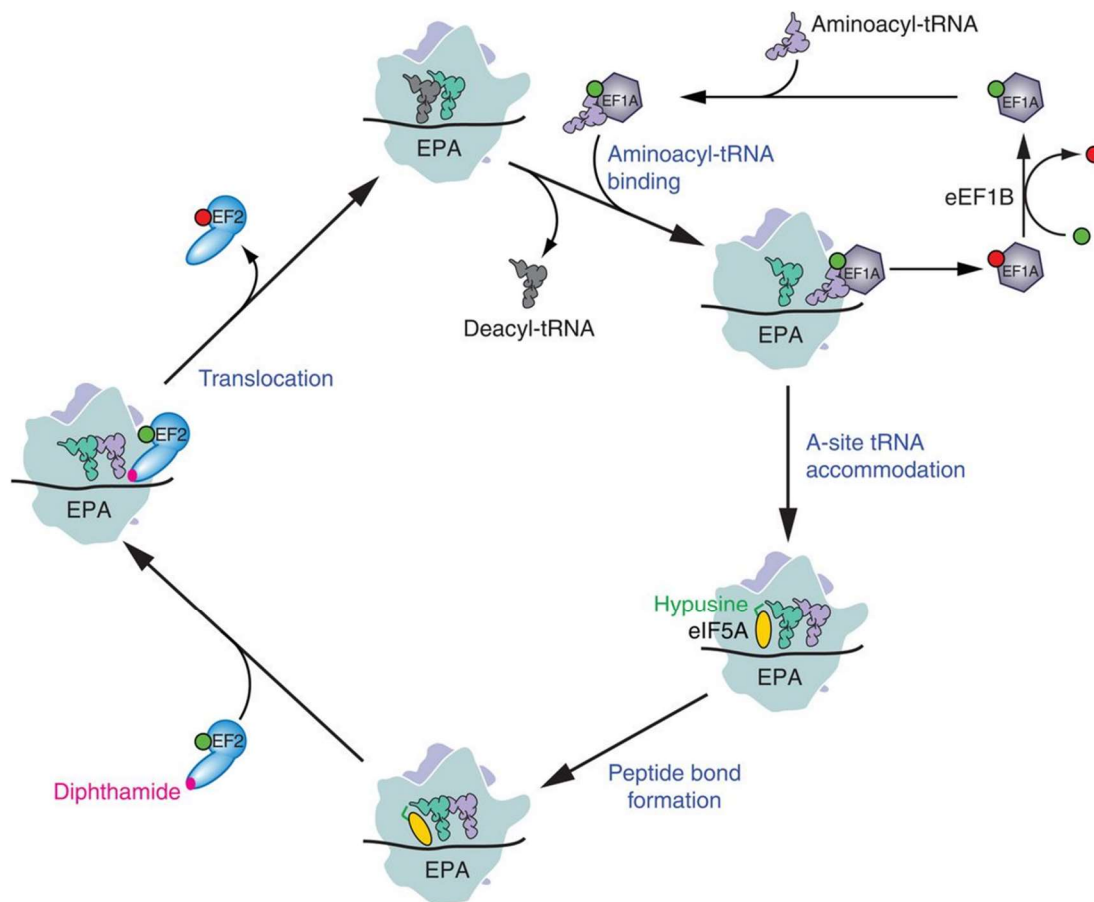 Aminoacyl-tRNA
EF1A
EF1A
EPA
Aminoacyl-tRNA
binding
eEF1B
EF2
EF1A
EF1A
Deacyl-tRNA
EPA
Translocation
EF2
A-site tRNA
accommodation
EPA
Hypusine
eIF5A
EPA
EF2
Diphthamide
Peptide bond
formation
EPA